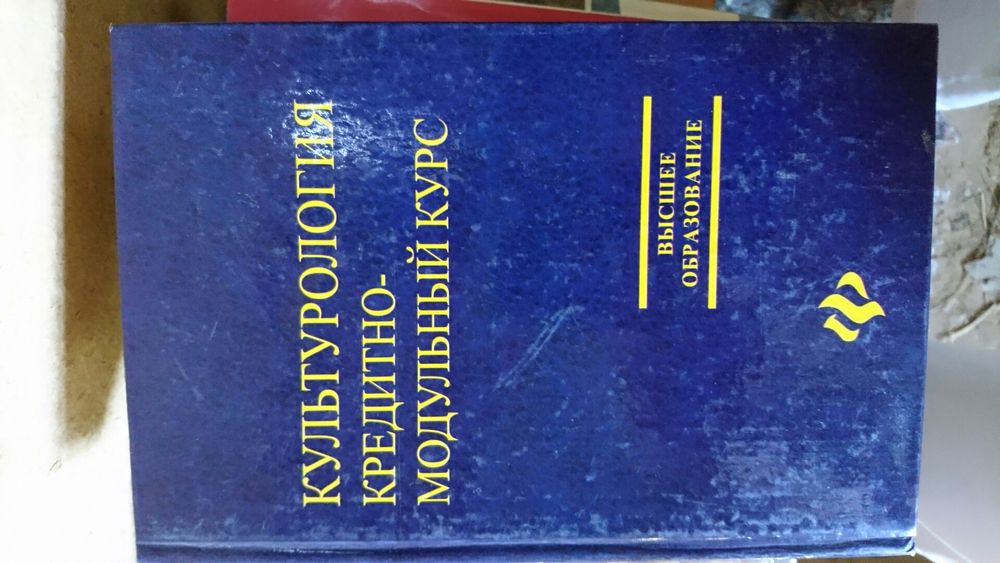 КУЛЬТУРОЛОГИЯ
КРЕДИТНО-
МОДУЛЬНЫЙ КУРС
ВЫСШЕЕ
ОБРАЗОВАНИЕ